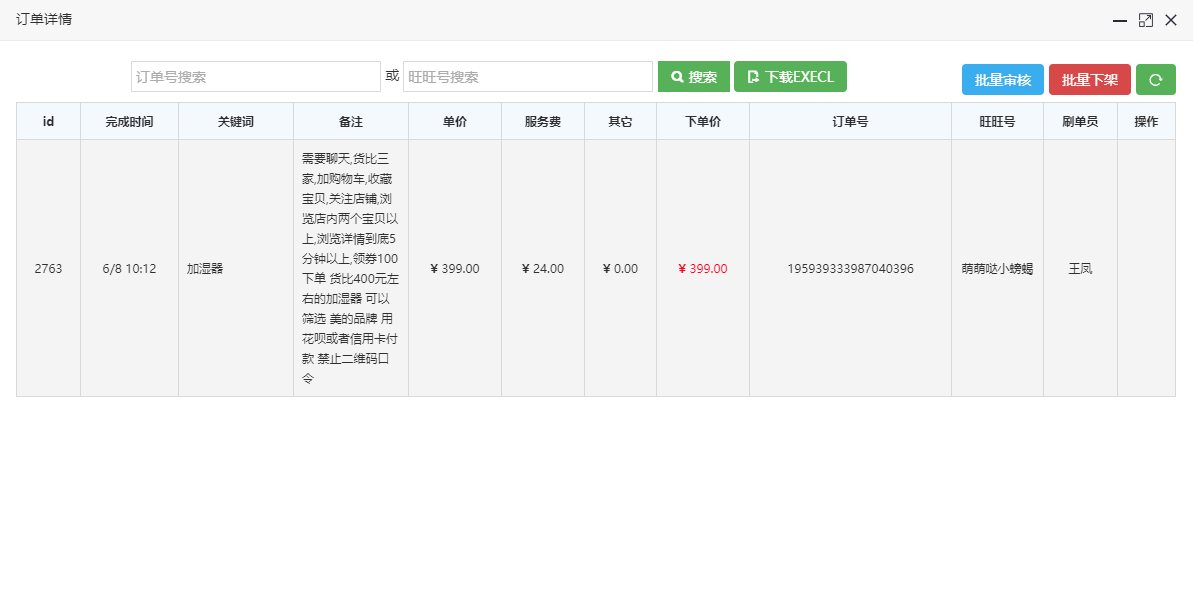 订单详情
订单号搜索 或 旺旺号搜索 搜索 下载EXECL 批量审核 批量下架
id 完成时间 关键词 备注 单价 服务费 其它 下单价 订单号 旺旺号 刷单员 操作
需要聊天,货比三
家,加购物车,收藏
宝贝,关注店铺,浏
览店内两个宝贝以
上,浏览详情到底5
分钟以上,领券100
下单 货比400元左
右的加湿器 可以
筛选 美的品牌 用
花呗或者信用卡付
款 禁止二维码口
令
2763 6/8 10:12 加湿器 ¥ 399.00 ¥ 24.00 ¥ 0.00 ¥ 399.00 195939333987040396 萌萌哒小螃蟹 王凤